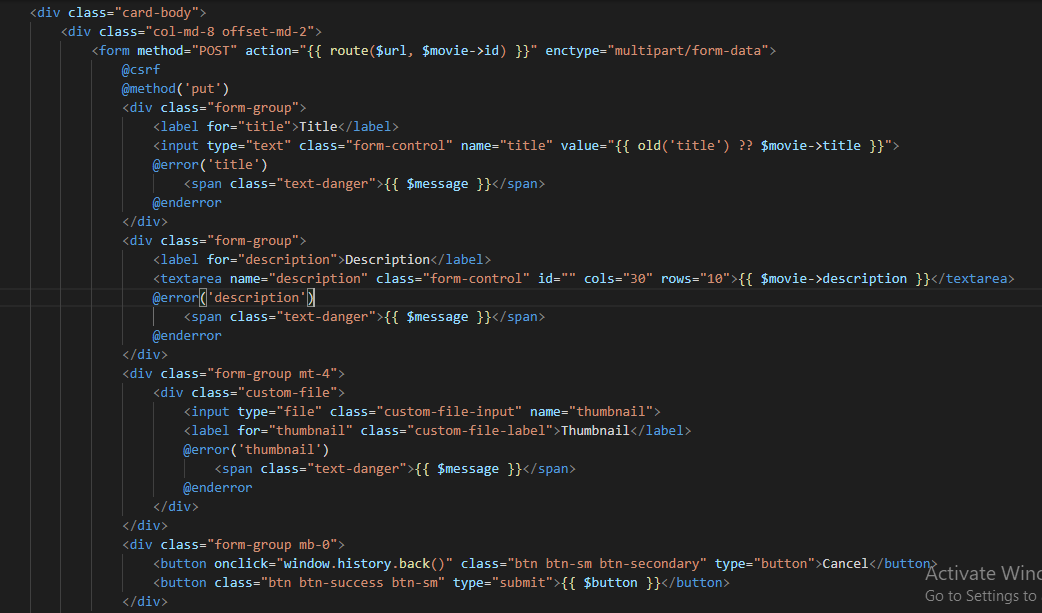 <div class="card-body">
<div class="col-md-8 offset-md-2">
<form method="POST" action="{{ route($url, $movie->id) }}" enctype="multipart/form-data">
@csrf
@method('put')
<div class="form-group">
<label for="title">Title</label>
<input type="text" class="form-control" name="title" value="{{ old('title') ?? $movie->title }}">
@error('title')
<span class="text-danger">{{ $message }}</span>
@enderror
</div>
<div class="form-group">
<label for="description">Description</label>
<textarea name="description" class="form-control" id="" cols="30" rows="10">{{ $movie->description }}</textarea>
@error('description')
<span class="text-danger">{{ $message }}</span>
@enderror
</div>
<div class="form-group mt-4">
<div class="custom-file">
<input type="file" class="custom-file-input" name="thumbnail">
<label for="thumbnail" class="custom-file-label">Thumbnail</label>
@error('thumbnail')
<span class="text-danger">{{ $message }}</span>
@enderror
</div>
</div>
<div class="form-group mb-0">
<button onclick="window.history.back()" class="btn btn-sm btn-secondary" type="button">Cancel</button>
<button class="btn btn-success btn-sm" type="submit">{{ $button }}</button>
</div>
Activate Wind
Go to Settings to